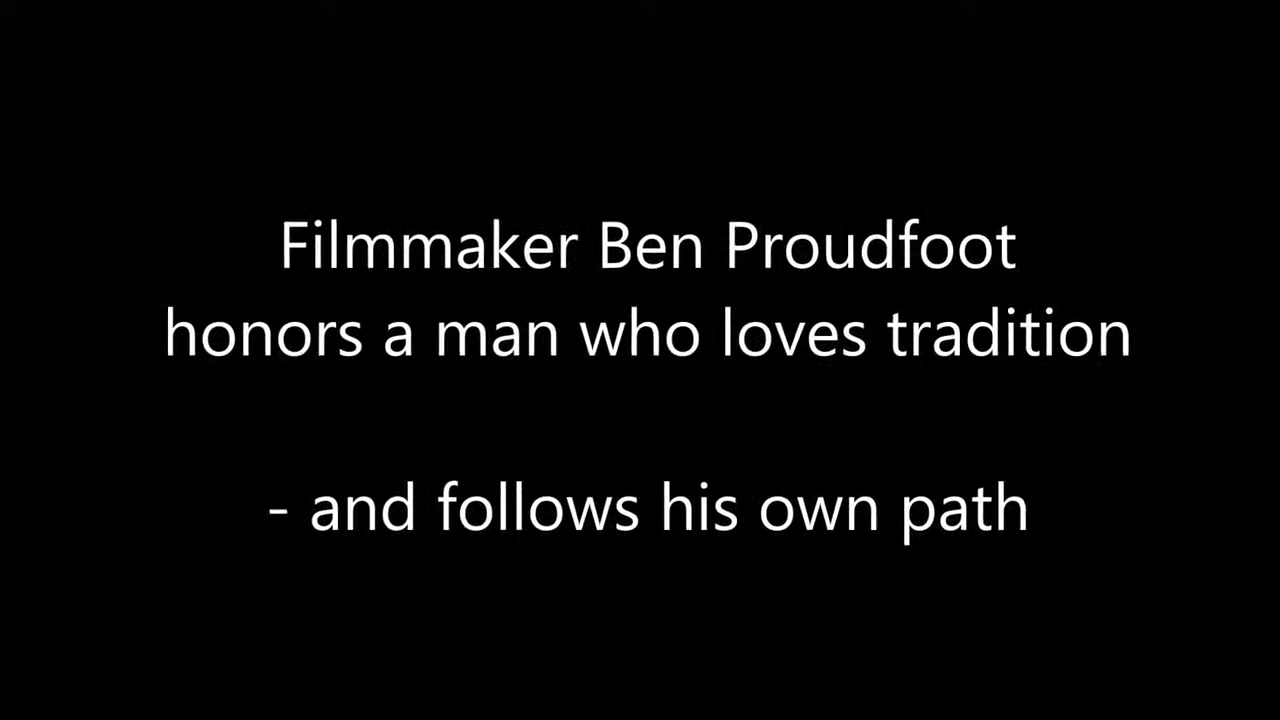 Filmmaker Ben Proudfoot
honors a man who loves tradition
- and follows his own path